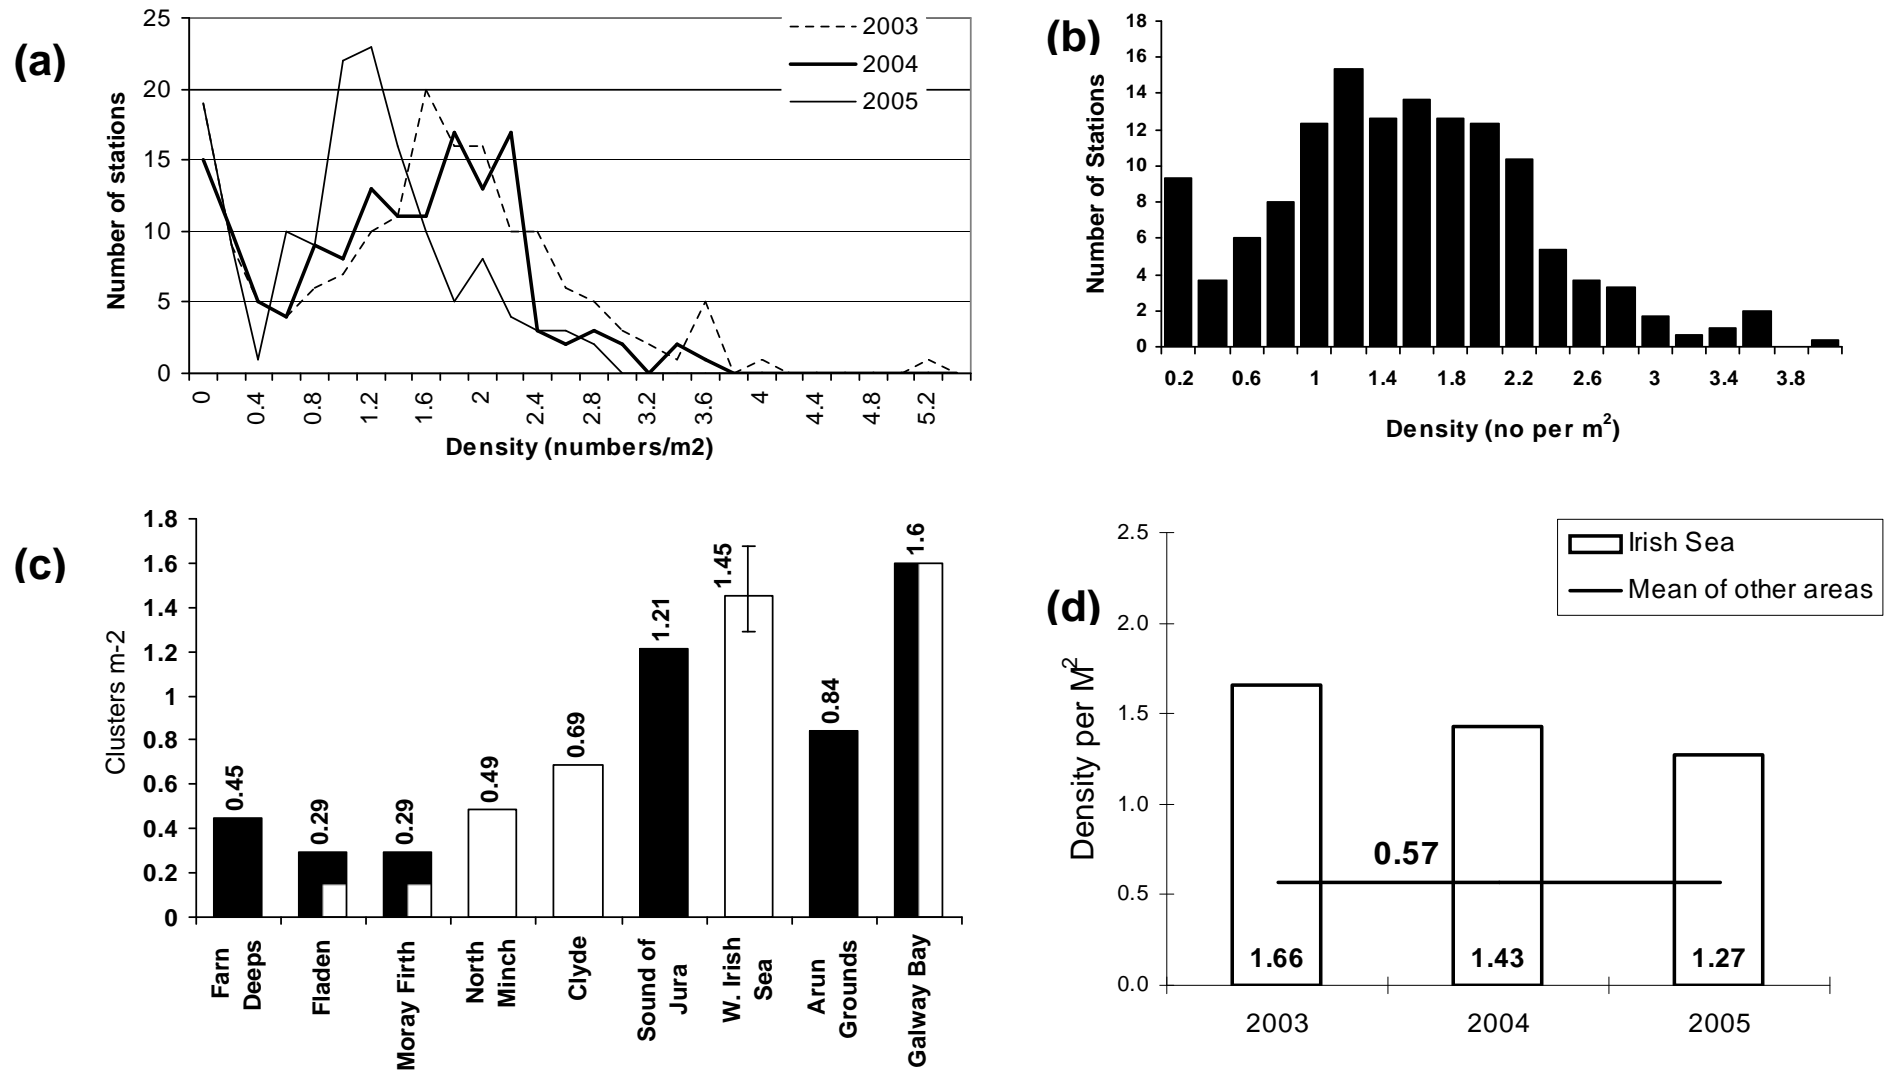 (a)
25
20
15
10
5
0
Number of stations
2003
2004
2005
0 0.4 0.8 1.2 1.6 2 2.4 2.8 3.2 3.6 4 4.4 4.8 5.2
Density (numbers/m2)
(b)
18
16
14
12
10
8
6
4
2
0
Number of Stations
0.2 0.6 1 1.4 1.8 2.2 2.6 3 3.4 3.8
Density (no per m2)
(c)
1.8
1.6
1.4
1.2
1
0.8
0.6
0.4
0.2
0
Clusters m-2
0.45 0.29 0.29 0.49 0.69 1.21 1.45 0.84 1.6
Farn
Deeps
Fladen
Moray Firth
North
Minch
Clyde
Sound of
Jura
W. Irish
Sea
Arun
Grounds
Galway Bay
(d)
2.5
2.0
1.5
1.0
0.5
0.0
Density per M2
Irish Sea
Mean of other areas
0.57
1.66 1.43 1.27
2003 2004 2005